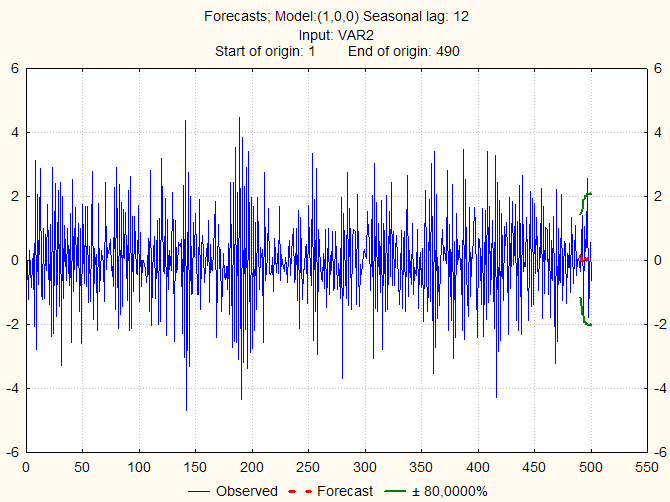 Forecasts; Model:(1,0,0) Seasonal lag: 12
Input: VAR2
Start of origin: 1 End of origin: 490
6 6
4 4
2 2
0 0
-2 -2
-4 -4
-6 -6
0 50 100 150 200 250 300 350 400 450 500 550
Observed Forecast ± 80,0000%